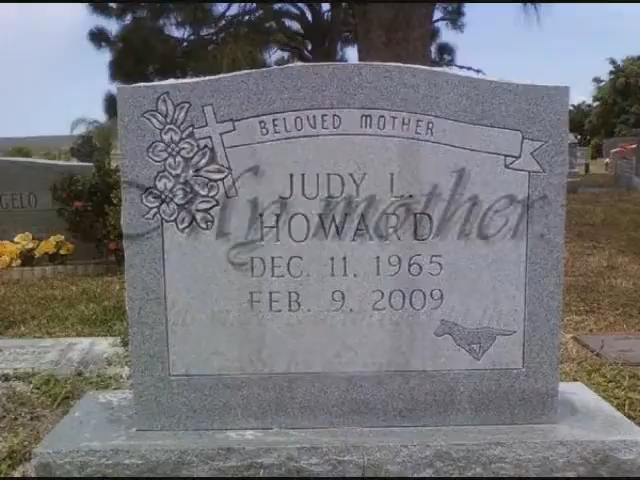 BELOVED MOTHER
JUDY L.
HOWARD
DEC. 11, 1965
FEB. 9, 2009
My mother.
GELO